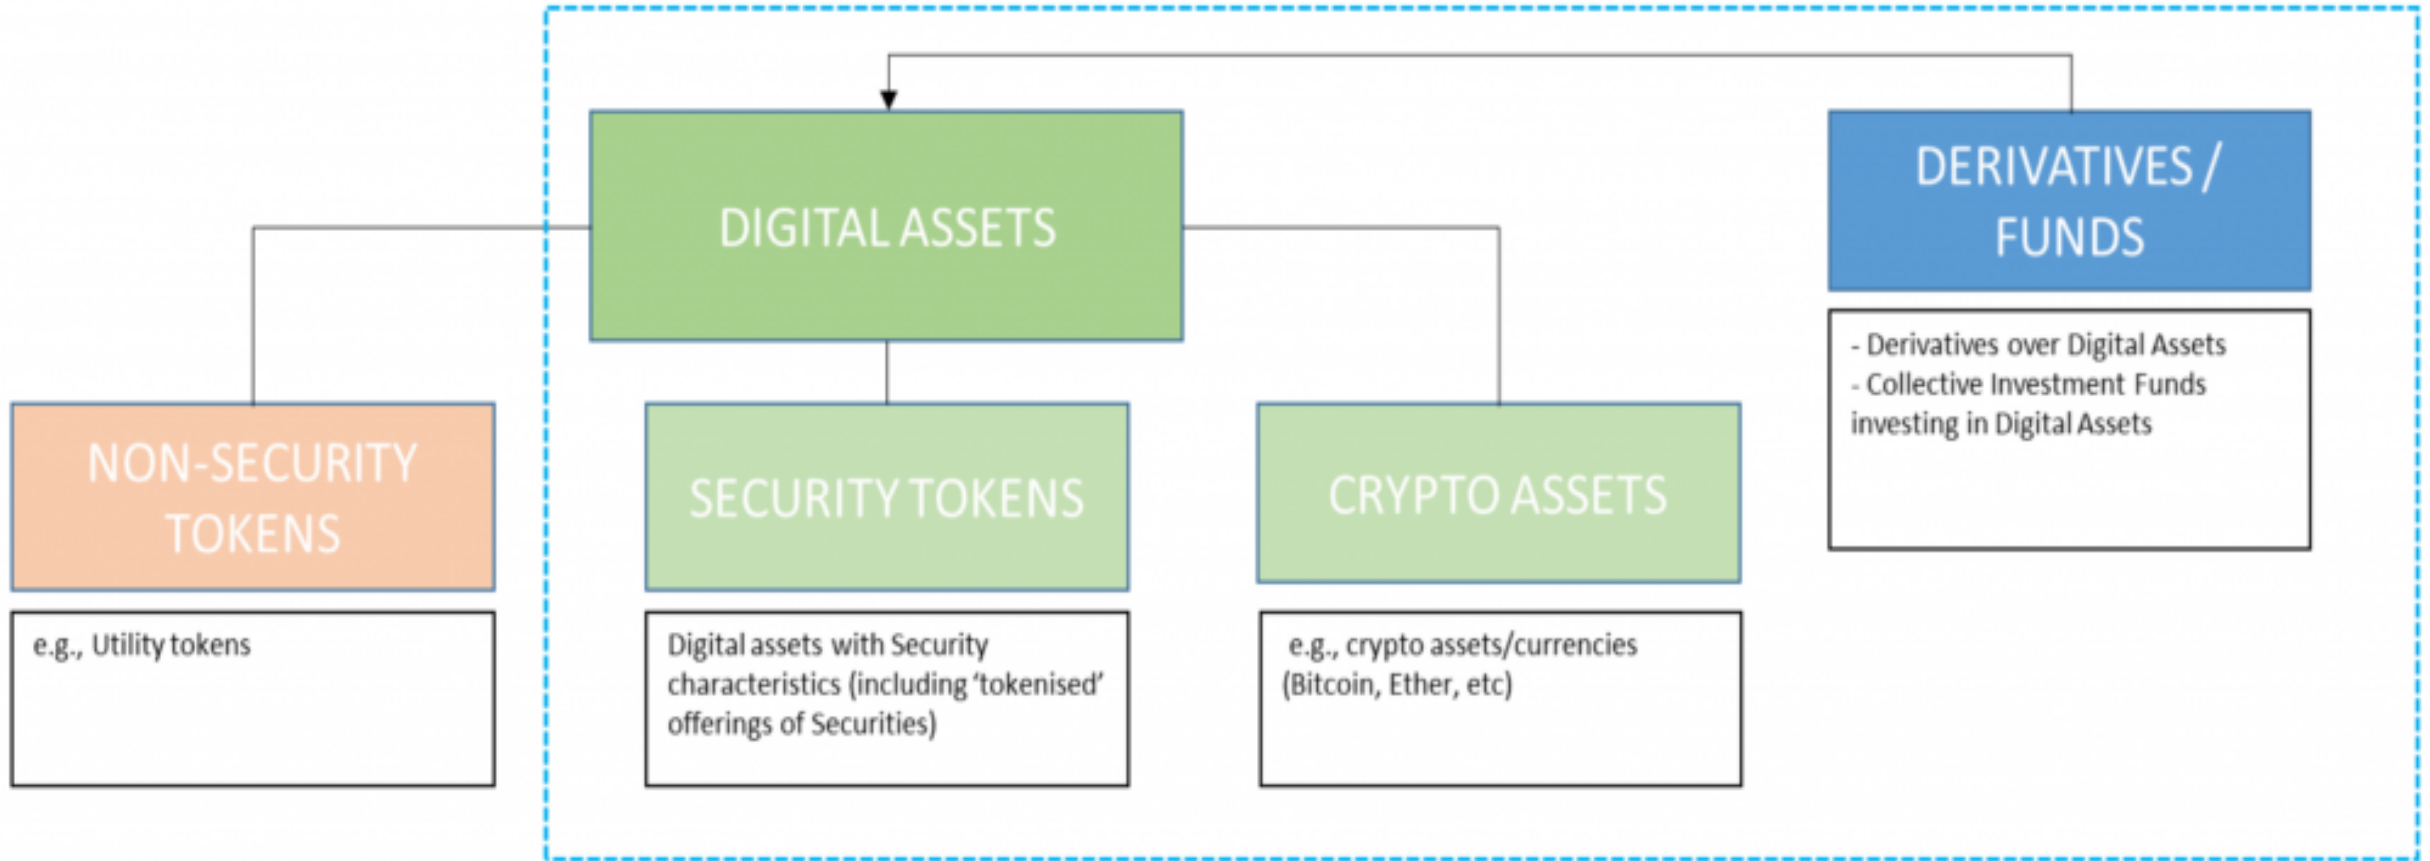 DIGITAL ASSETS
DERIVATIVES /
FUNDS
- Derivatives over Digital Assets
- Collective Investment Funds
investing in Digital Assets
NON-SECURITY
TOKENS
e.g., Utility tokens
SECURITY TOKENS
Digital assets with Security
characteristics (including ‘tokenised’
offerings of Securities)
CRYPTO ASSETS
e.g., crypto assets/currencies
(Bitcoin, Ether, etc)